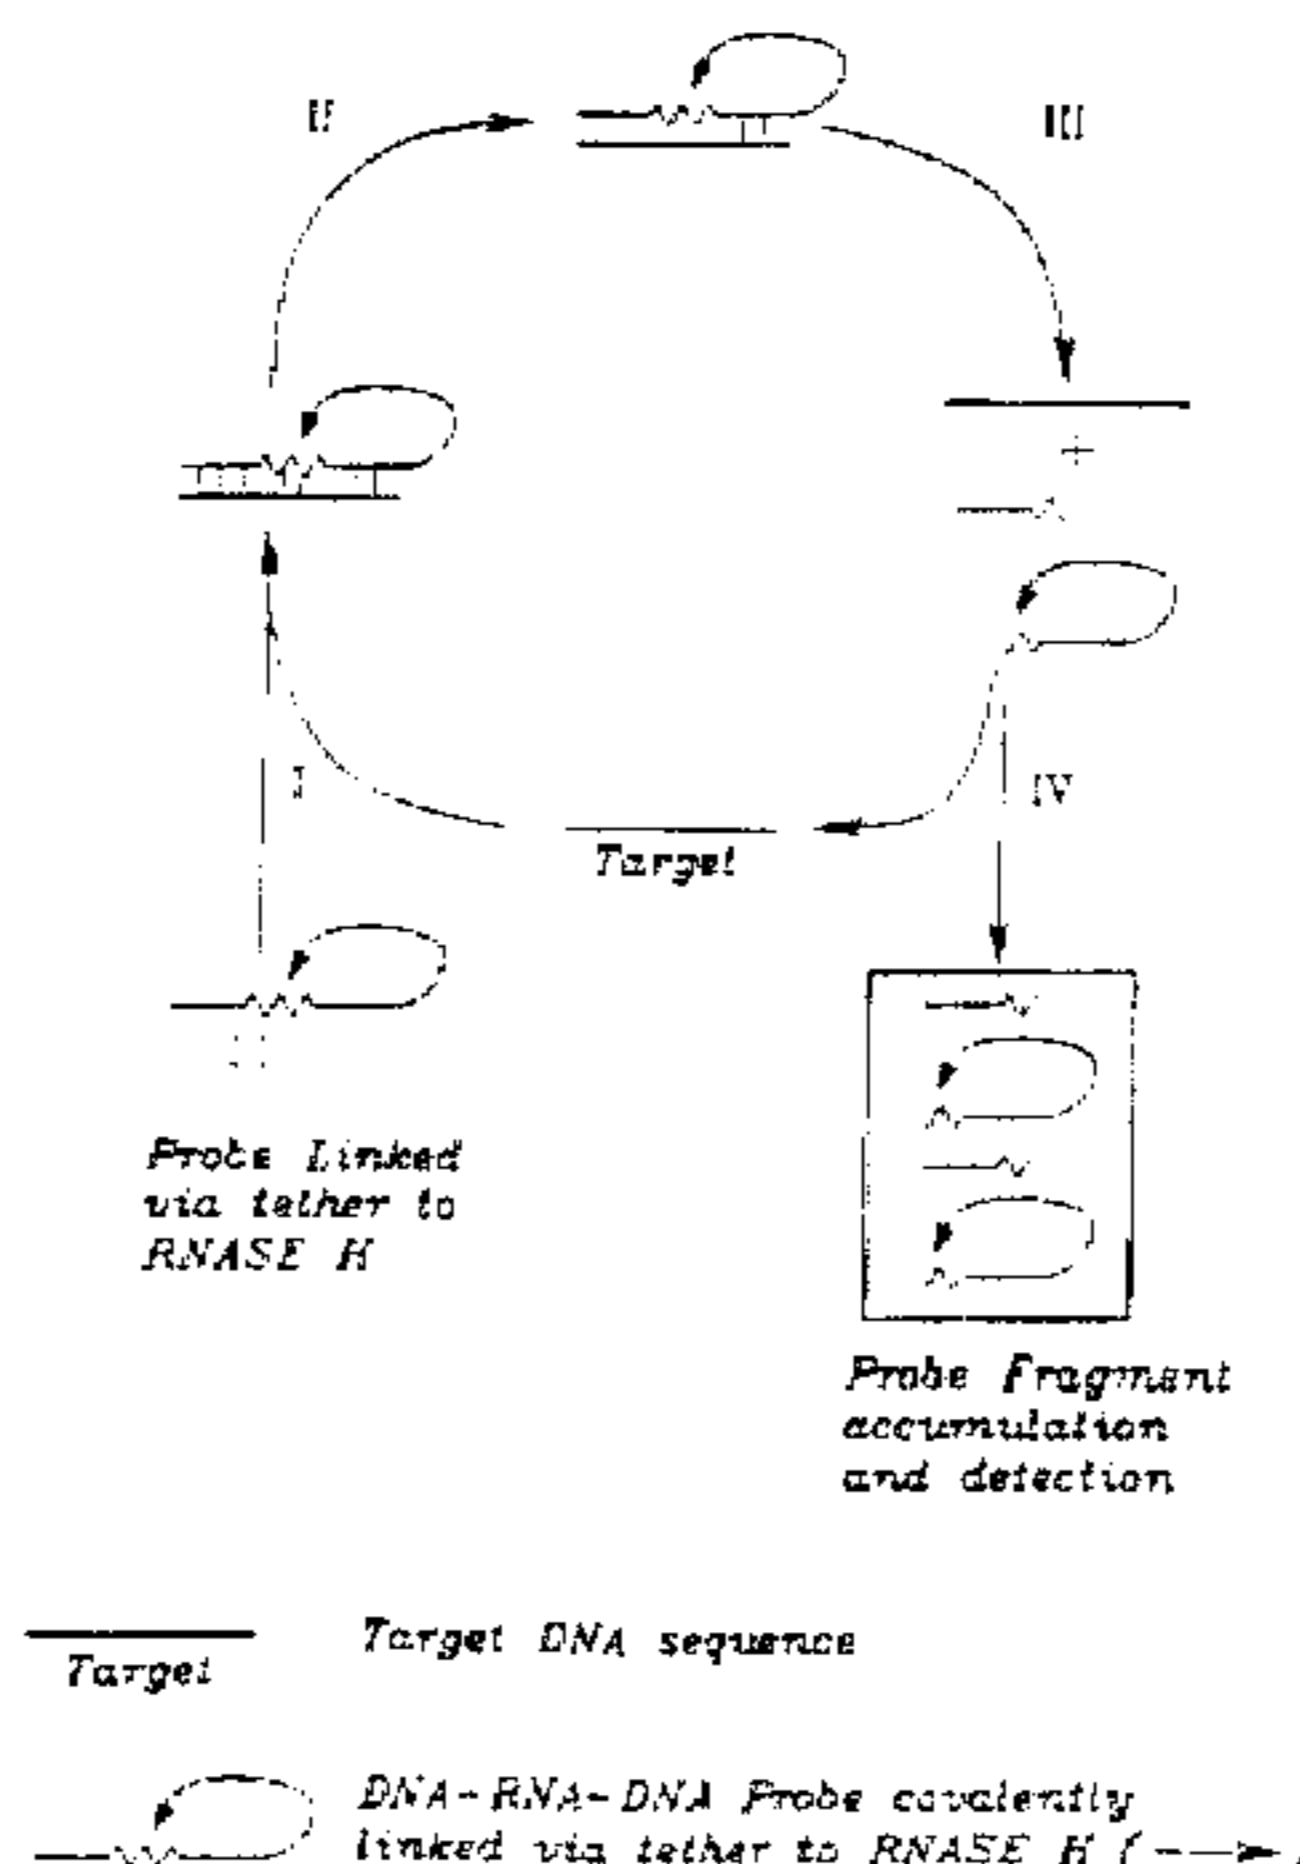 II
III
I
IV
Target
Probe Linked
via tether to
RNASE H
Probe Fragment
accumulation
and detection
Target DNA sequence
Target
DNA-RNA-DNA Probe covalently
linked via tether to RNASE H (